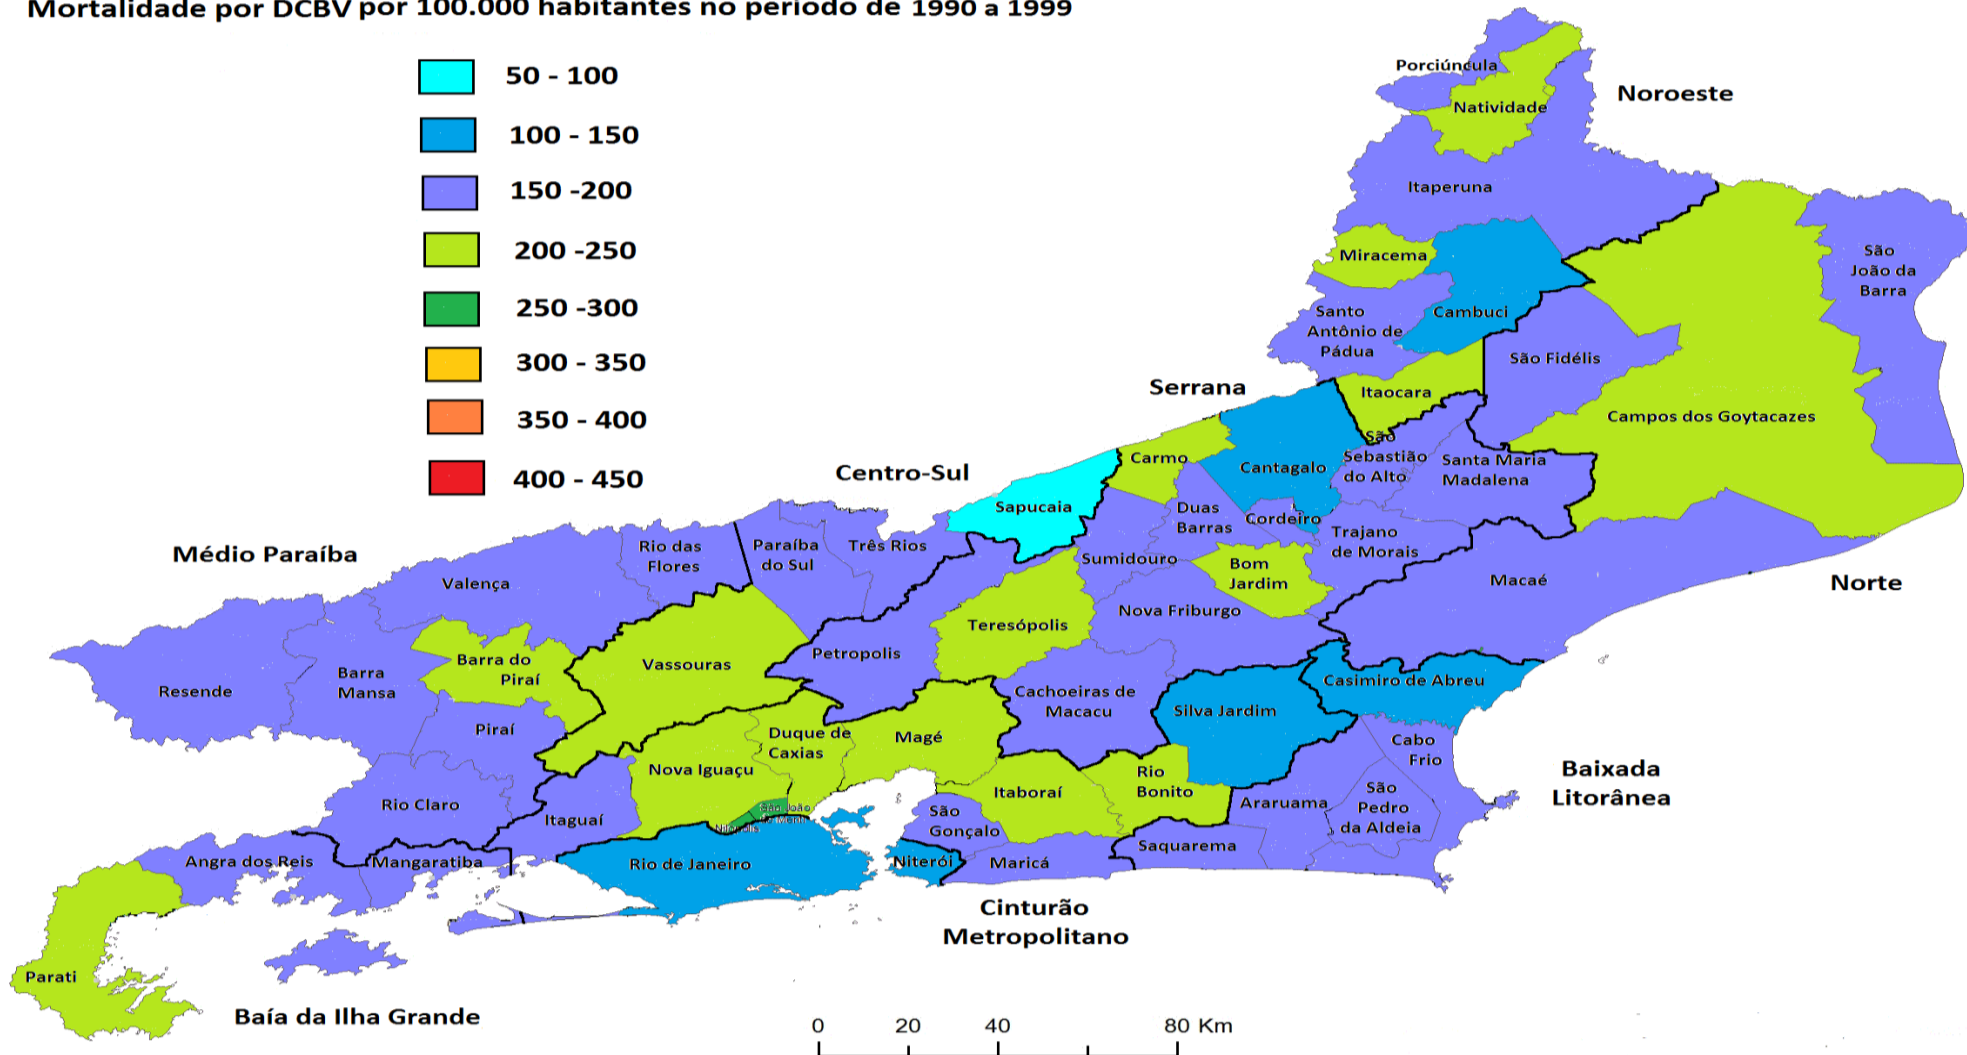 Mortalidade por DCBV por 100.000 habitantes no período de 1990 a 1999
50 - 100
100 - 150
150 -200
200 -250
250 -300
300 - 350
350 - 400
400 - 450
Porciúncula
Noroeste
Natividade
Itaperuna
Miracema
São
João da
Barra
Santo
Antônio de
Pádua
Cambuci
São Fidélis
Serrana
Itaocara
Campos dos Goytacazes
Carmo
Cantagalo
São
Sebastião
do Alto
Santa Maria
Madalena
Centro-Sul
Sapucaia
Duas
Barras
Cordeiro
Trajano
de Morais
Médio Paraíba
Valença
Rio das
Flores
Paraíba
do Sul
Três Rios
Sumidouro
Bom
Jardim
Macaé
Norte
Nova Friburgo
Teresópolis
Petropolis
Vassouras
Barra do
Piraí
Barra
Mansa
Resende
Piraí
Cachoeiras de
Macacu
Silva Jardim
Casimiro de Abreu
Duque de
Caxias
Magé
Cabo
Frio
Nova Iguaçu
Rio
Bonito
Baixada
Litorânea
Itaboraí
Rio Claro
Itaguaí
São João
São
Gonçalo
Araruama
São
Pedro
da Aldeia
Saquarema
Angra dos Reis
Mangaratiba
Rio de Janeiro
Niterói
Maricá
Cinturão
Metropolitano
Parati
Baía da Ilha Grande
0 20 40 80 Km